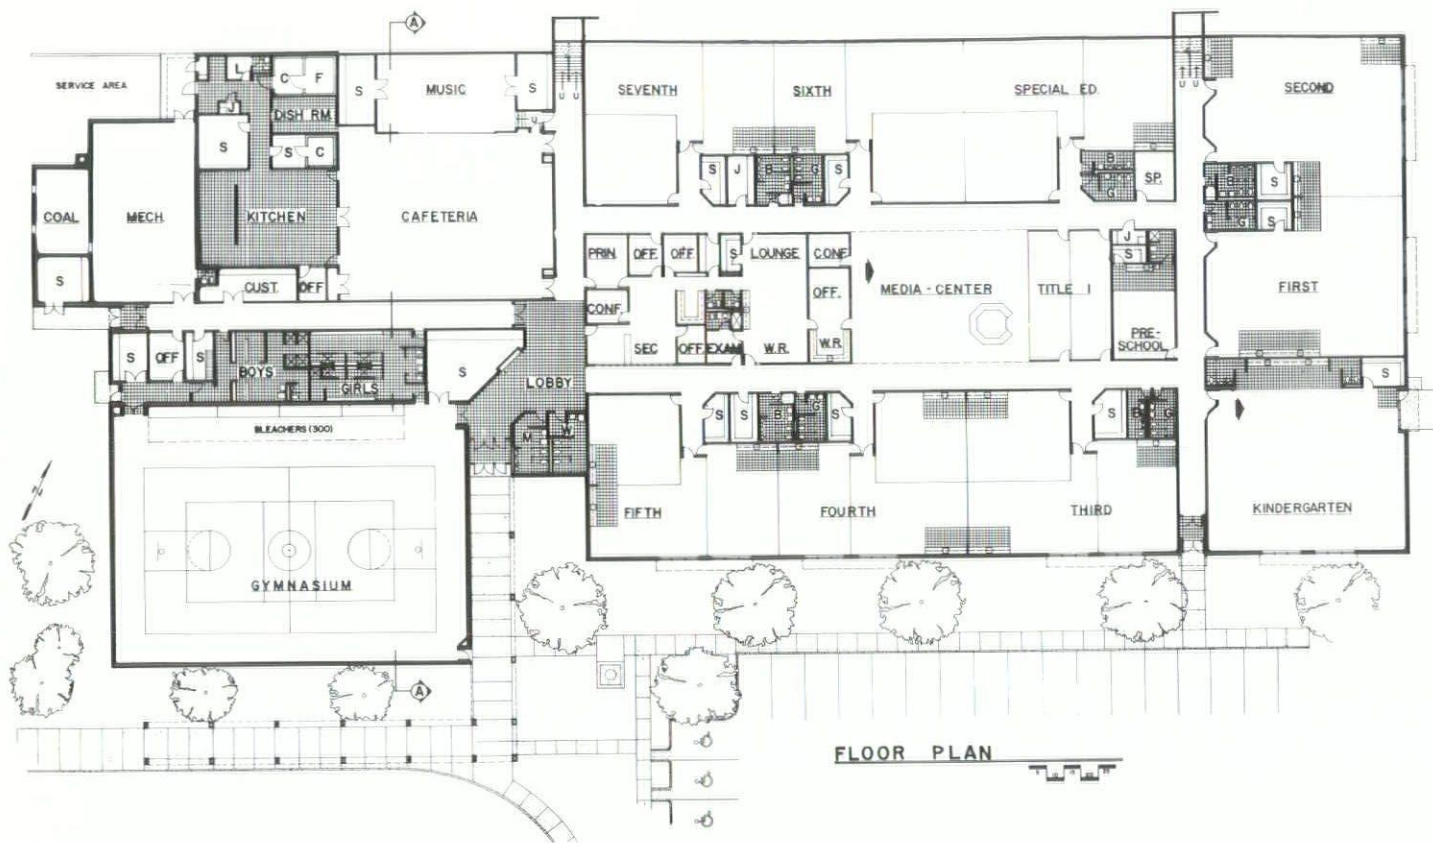 A
SERVICE AREA
L
C
F
S
MUSIC
S
SEVENTH
SIXTH
SPECIAL ED.
SECOND
J
DISH RM.
U
U
U
S
S
C
S
J
B
G
S
B
G
SP.
B
S
COAL
MECH.
KITCHEN
CAFETERIA
G
S
S
CUST.
OFF
PRIN.
OFF.
OFF.
S
LOUNGE
CONF.
J
S
CONF.
OFF.
MEDIA - CENTER
TITLE I
FIRST
SEC
OFF.
EXAM
W.R.
W.R.
PRE-
SCHOOL
S
OFF
S
BOYS
GIRLS
S
LOBBY
S
BLEACHERS (300)
M
W
S
S
B
G
S
S
B
G
N
GYMNASIUM
FIFTH
FOURTH
THIRD
KINDERGARTEN
A
FLOOR PLAN